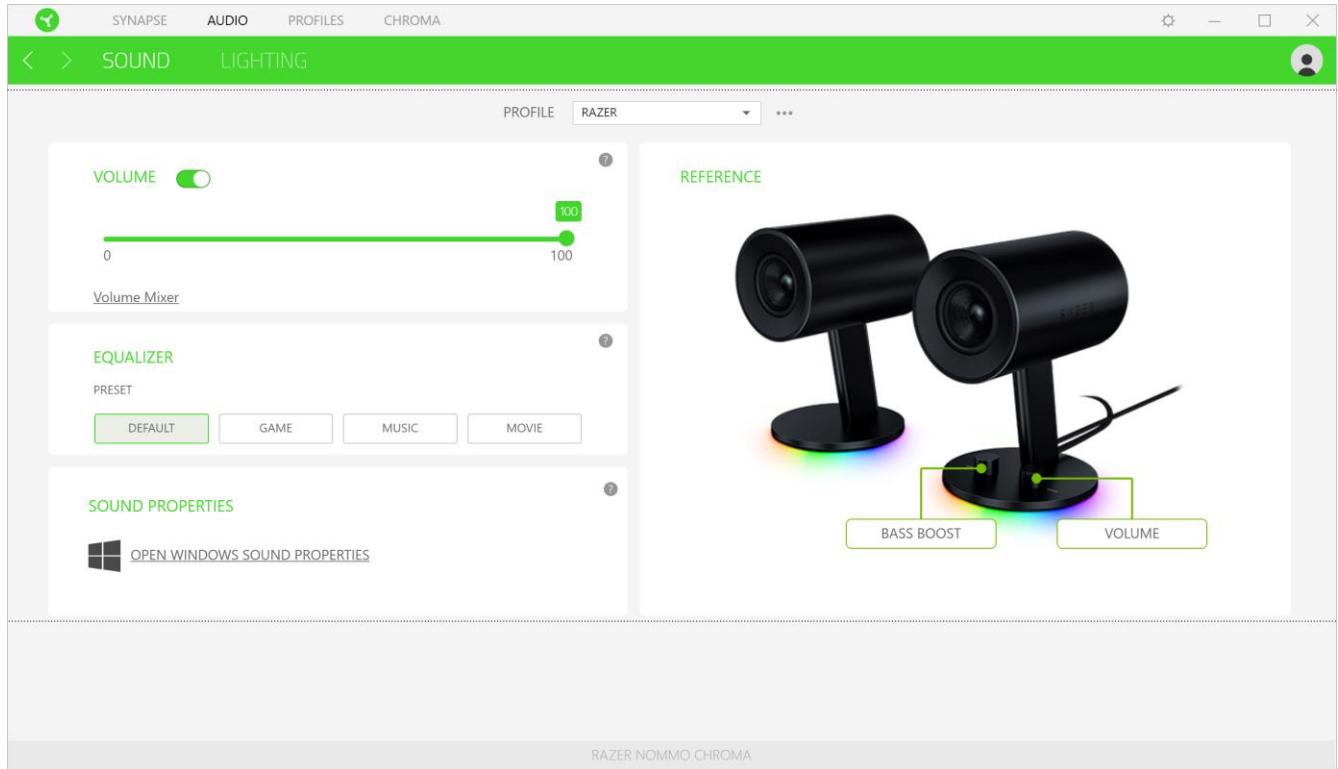 SYNAPSE AUDIO PROFILES CHROMA
SOUND LIGHTING
PROFILE RAZER
VOLUME
100
0 100
Volume Mixer
EQUALIZER
PRESET
DEFAULT GAME MUSIC MOVIE
SOUND PROPERTIES
OPEN WINDOWS SOUND PROPERTIES
REFERENCE
RAZER
BASS BOOST VOLUME
RAZER NOMMO CHROMA